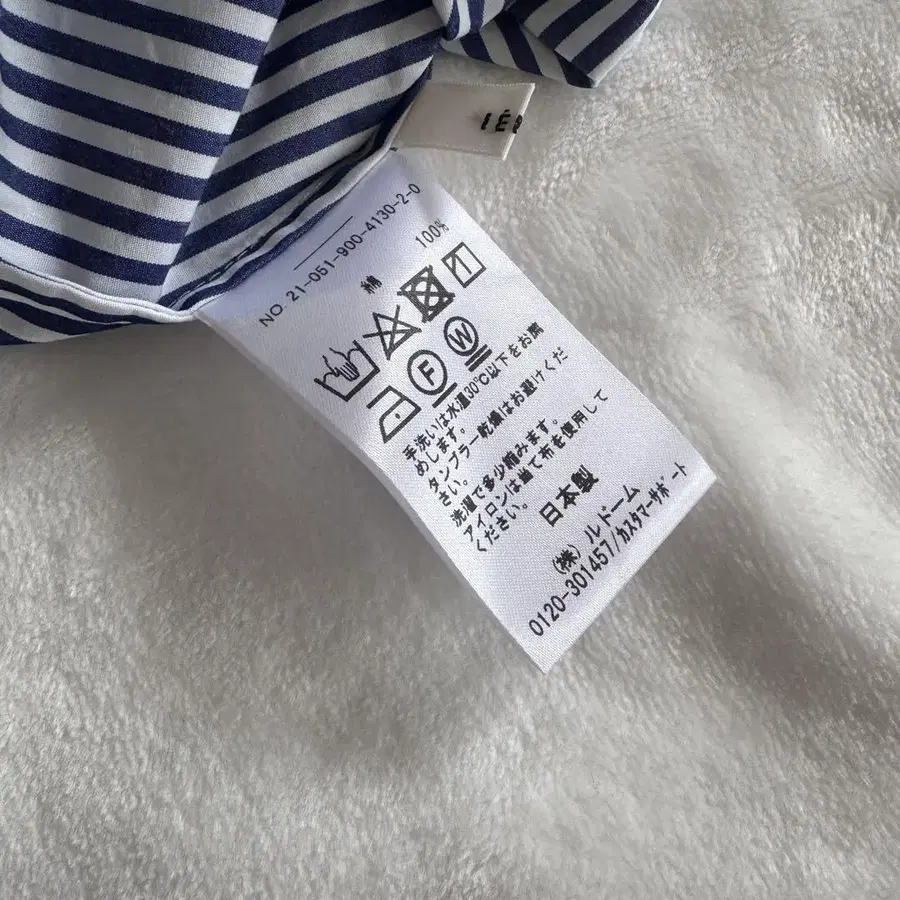 IÉ
NO. 21-051-900-4130-2-0
綿 100%
F W
手洗いは水温30℃以下をお勧
めします。
タンブラー乾燥はお避けくだ
さい。
洗濯で多少縮みます。
アイロンは当て布を使用して
ください。
日本製
(株) ルドーム
0120-301457/カスタマーサポート